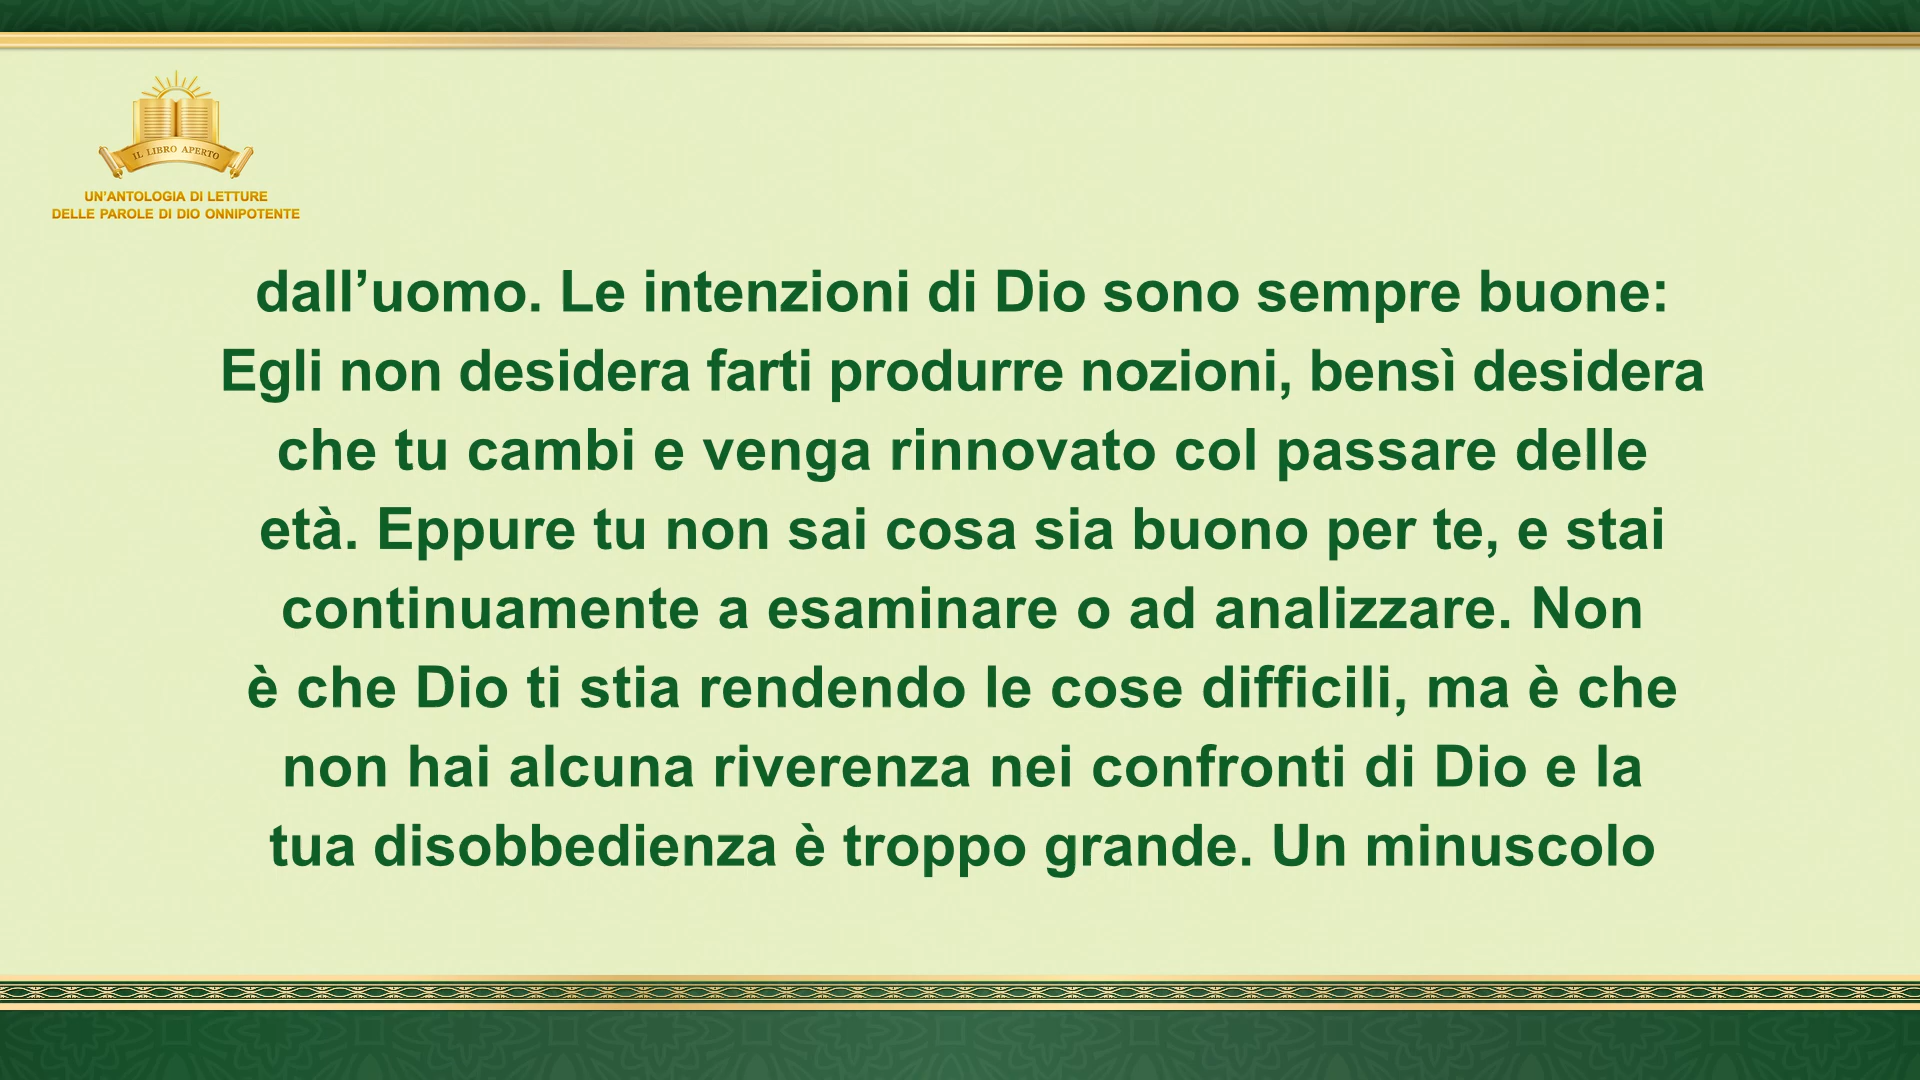 IL LIBRO APERTO
UN’ANTOLOGIA DI LETTURE
DELLE PAROLE DI DIO ONNIPOTENTE
dall’uomo. Le intenzioni di Dio sono sempre buone:
Egli non desidera farti produrre nozioni, bensì desidera
che tu cambi e venga rinnovato col passare delle
età. Eppure tu non sai cosa sia buono per te, e stai
continuamente a esaminare o ad analizzare. Non
è che Dio ti stia rendendo le cose difficili, ma è che
non hai alcuna riverenza nei confronti di Dio e la
tua disobbedienza è troppo grande. Un minuscolo